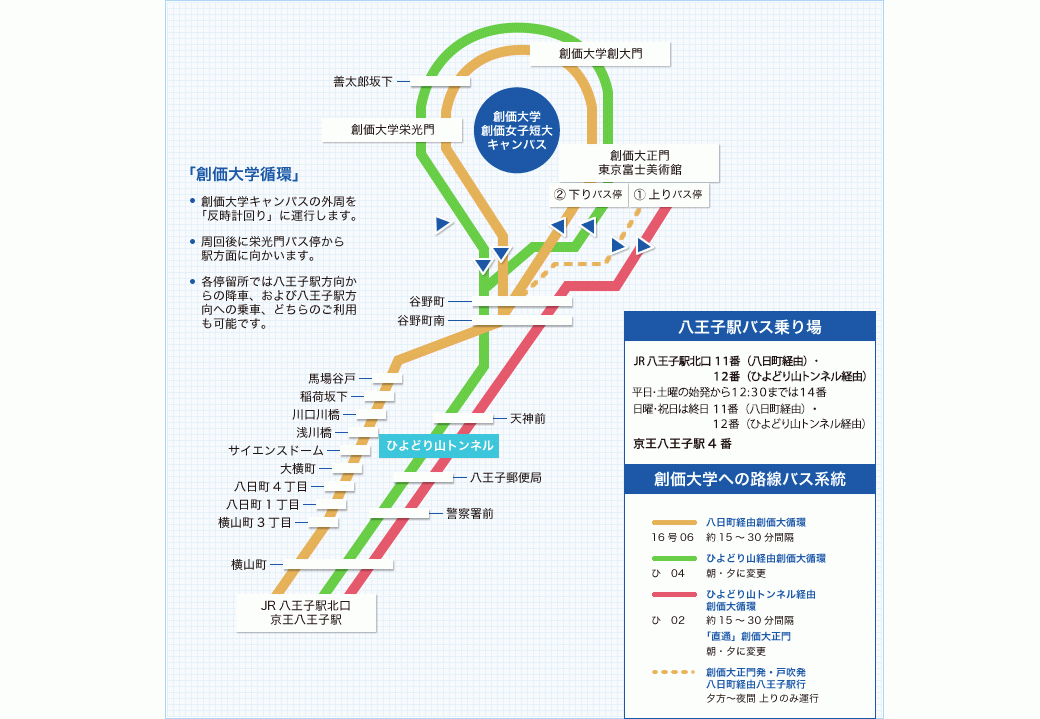 創価大学創大門
善太郎坂下
創価大学
創価女子短大
キャンパス
創価大学栄光門
創価大正門
東京富士美術館
② 下りバス停
① 上りバス停
「創価大学循環」
● 創価大学キャンパスの外周を
「反時計回り」に運行します。
● 周回後に栄光門バス停から
駅方面に向かいます。
● 各停留所では八王子駅方向か
らの降車、および八王子駅方
向への乗車、どちらのご利用
も可能です。
谷野町
谷野町南
馬場谷戸
稲荷坂下
川口川橋
浅川橋
サイエンスドーム
大横町
八日町4丁目
八日町1丁目
横山町3丁目
横山町
天神前
ひよどり山トンネル
八王子郵便局
警察署前
JR 八王子駅北口
京王八王子駅
八王子駅バス乗り場
JR 八王子駅北口 11番（八日町経由）・
12番（ひよどり山トンネル経由）
平日・土曜の始発から12:30までは14番
日曜・祝日は終日 11番（八日町経由）・
12番（ひよどり山トンネル経由）
京王八王子駅 4 番
創価大学への路線バス系統
八日町経由創価大循環
16 号 06 約 15 ～ 30 分間隔
ひよどり山経由創価大循環
ひ 04 朝・夕に変更
ひよどり山トンネル経由
創価大循環
ひ 02 約 15 ～ 30 分間隔
「直通」創価大正門
朝・夕に変更
創価大正門発・戸吹発
八日町経由八王子駅行
夕方～夜間 上りのみ運行